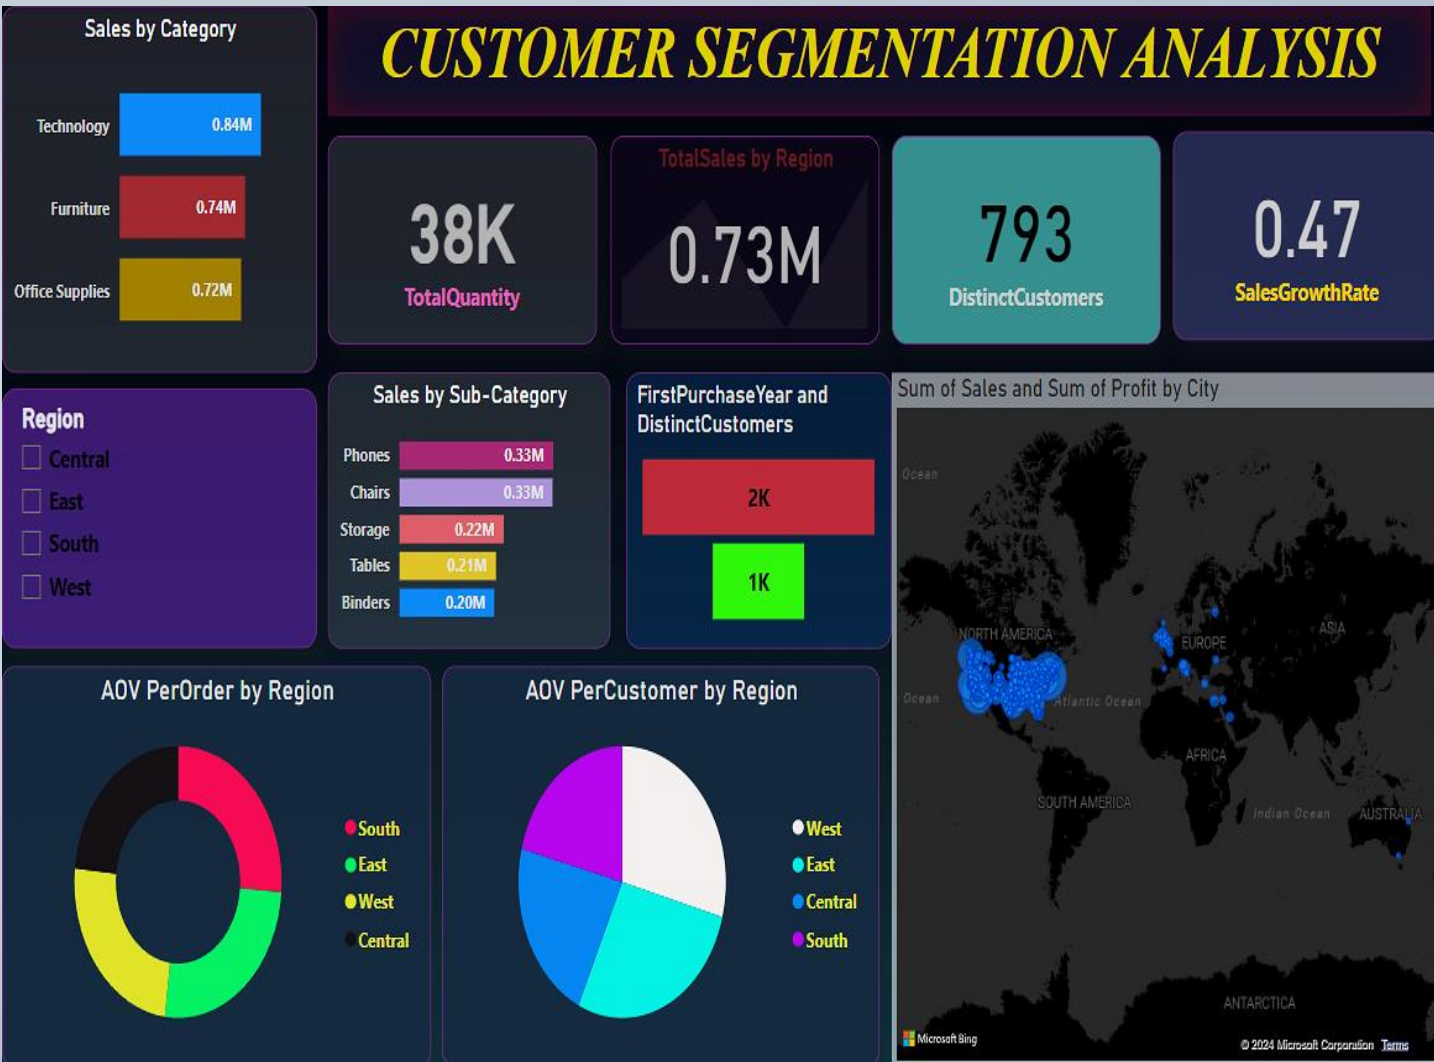 Sales by Category
Technology
0.84M
Furniture
0.74M
Office Supplies
0.72M
CUSTOMER SEGMENTATION ANALYSIS
38K
TotalQuantity
TotalSales by Region
0.73M
793
DistinctCustomers
0.47
SalesGrowthRate
Region
Central
East
South
West
Sales by Sub-Category
Phones
0.33M
Chairs
0.33M
Storage
0.22M
Tables
0.21M
Binders
0.20M
FirstPurchaseYear and
DistinctCustomers
2K
1K
Sum of Sales and Sum of Profit by City
Ocean
NORTH AMERICA
EUROPE
ASIA
Ocean
Atlantic Ocean
AFRICA
SOUTH AMERICA
Indian Ocean
AUSTRALIA
ANTARCTICA
Microsoft Bing
© 2024 Microsoft Corporation Terms
AOV PerOrder by Region
South
East
West
Central
AOV PerCustomer by Region
West
East
Central
South